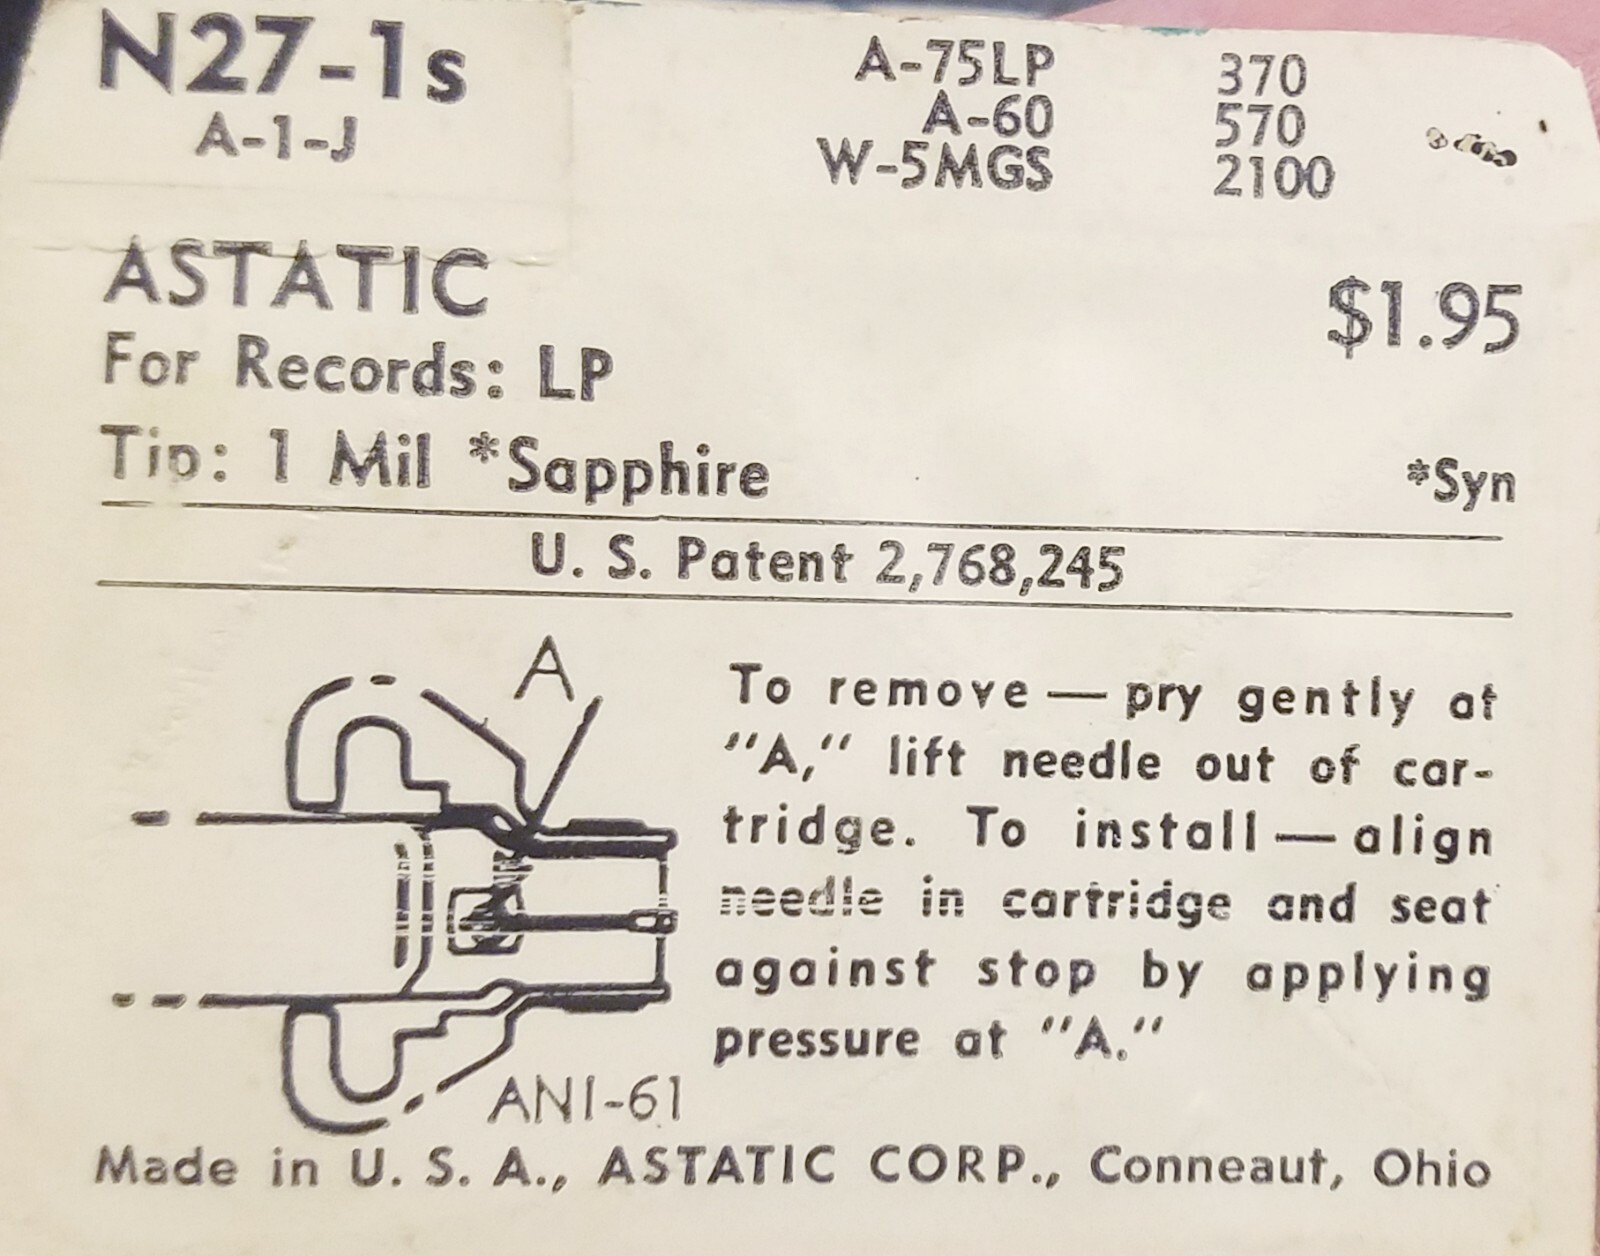 N27-1s
A-1-J
A-75LP 370
A-60 570
W-5MGS 2100
ASTATIC
$1.95
For Records: LP
Tip: 1 Mil *Sapphire *Syn
U. S. Patent 2,768,245
A
To remove — pry gently at
"A," lift needle out of car-
tridge. To install — align
needle in cartridge and seat
against stop by applying
pressure at "A."
ANI-61
Made in U. S. A., ASTATIC CORP., Conneaut, Ohio